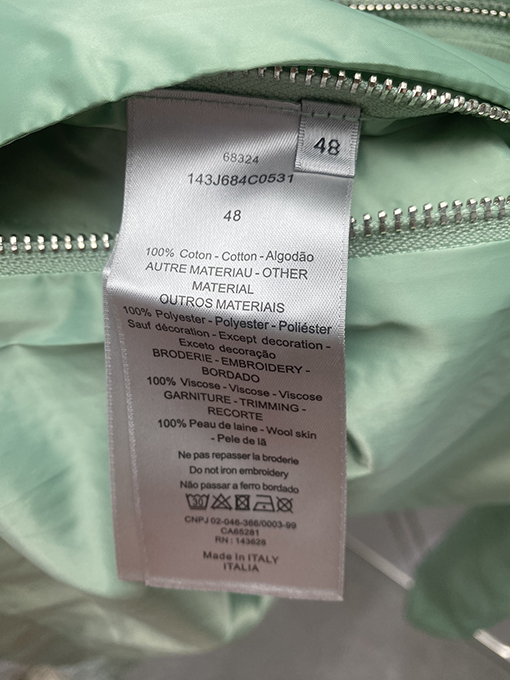 48
68324
143J684C0531
48
100% Coton - Cotton - Algodão
AUTRE MATERIAU - OTHER
MATERIAL
OUTROS MATERIAIS
100% Polyester - Polyester - Poliéster
Sauf décoration - Except decoration -
Exceto decoração
BRODERIE - EMBROIDERY -
BORDADO
100% Viscose - Viscose - Viscose
GARNITURE - TRIMMING -
RECORTE
100% Peau de laine - Wool skin
- Pele de lã
Ne pas repasser la broderie
Do not iron embroidery
Não passar a ferro bordado
CNPJ 02-046-366/0003-99
CA65281
RN : 143628
Made in ITALY
ITALIA